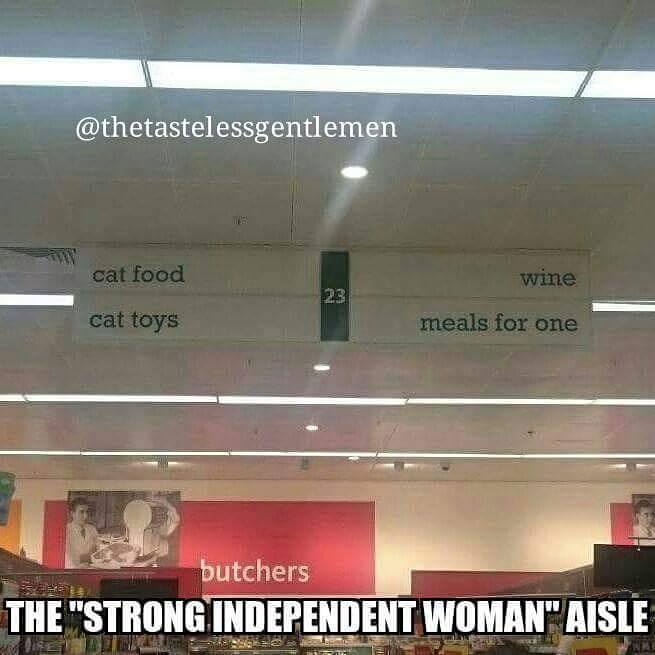 @thetastelessgentlemen
cat food
cat toys
23
wine
meals for one
butchers
THE "STRONG INDEPENDENT WOMAN" AISLE